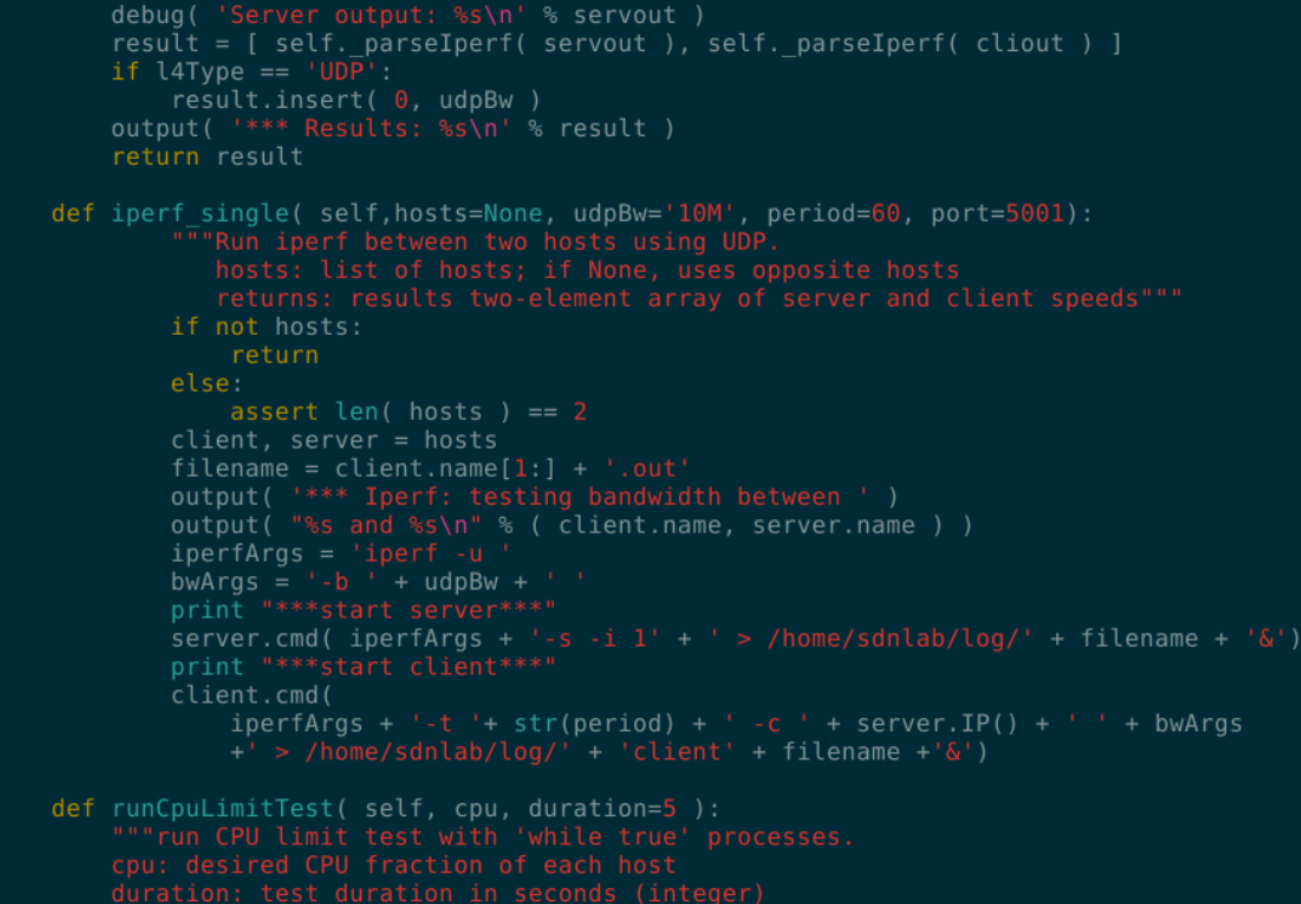 debug( 'Server output: %s\n' % servout )
        result = [ self._parseIperf( servout ), self._parseIperf( cliout ) ]
        if l4Type == 'UDP':
            result.insert( 0, udpBw )
        output( '*** Results: %s\n' % result )
        return result

    def iperf_single( self,hosts=None, udpBw='10M', period=60, port=5001):
            """Run iperf between two hosts using UDP.
               hosts: list of hosts; if None, uses opposite hosts
               returns: results two-element array of server and client speeds"""
            if not hosts:
                return
            else:
                assert len( hosts ) == 2
            client, server = hosts
            filename = client.name[1:] + '.out'
            output( '*** Iperf: testing bandwidth between ' )
            output( "%s and %s\n" % ( client.name, server.name ) )
            iperfArgs = 'iperf -u '
            bwArgs = '-b ' + udpBw + ' '
            print "***start server***"
            server.cmd( iperfArgs + '-s -i 1' + ' > /home/sdnlab/log/' + filename + '&')
            print "***start client***"
            client.cmd(
                iperfArgs + '-t '+ str(period) + ' -c ' + server.IP() + ' ' + bwArgs
                +' > /home/sdnlab/log/' + 'client' + filename +'&')

    def runCpuLimitTest( self, cpu, duration=5 ):
        """run CPU limit test with 'while true' processes.
        cpu: desired CPU fraction of each host
        duration: test duration in seconds (integer)